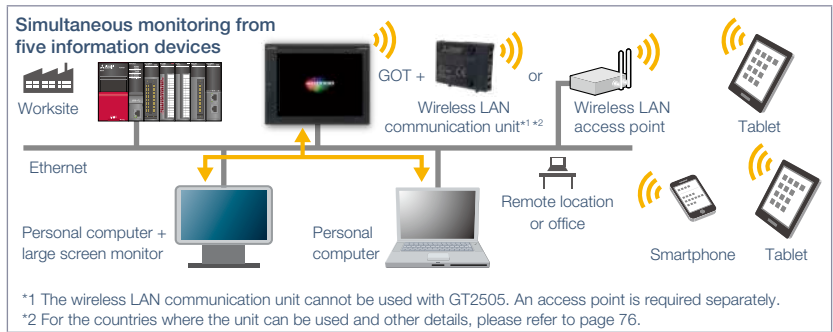 Simultaneous monitoring from
five information devices
Worksite
GOT +
or
Wireless LAN
communication unit*1 *2
Wireless LAN
access point
Tablet
Ethernet
Personal computer +
large screen monitor
Personal
computer
Remote location
or office
Smartphone
Tablet
*1 The wireless LAN communication unit cannot be used with GT2505. An access point is required separately.
*2 For the countries where the unit can be used and other details, please refer to page 76.